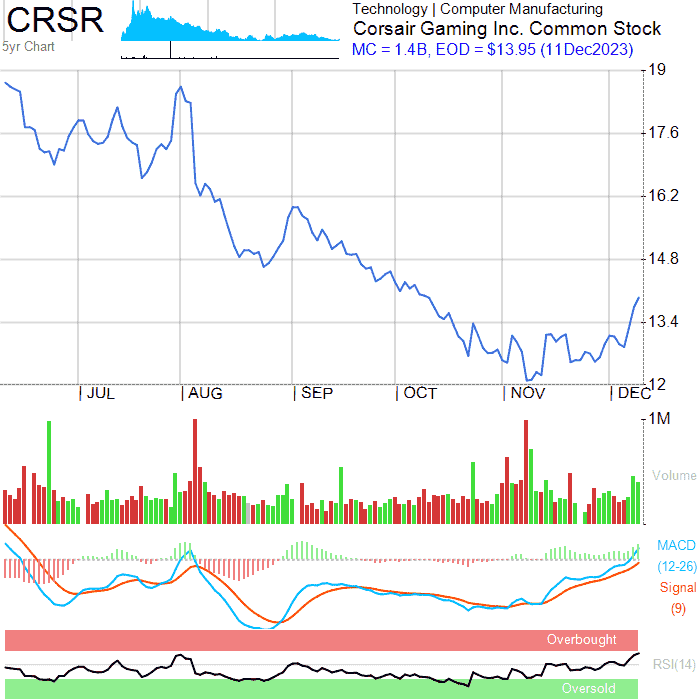 CRSR
5yr Chart
Technology | Computer Manufacturing
Corsair Gaming Inc. Common Stock
MC = 1.4B, EOD = $13.95 (11Dec2023)
19
17.6
16.2
14.8
13.4
12
JUL
AUG
SEP
OCT
NOV
DEC
1M
Volume
MACD
(12-26)
Signal
(9)
Overbought
RSI(14)
Oversold